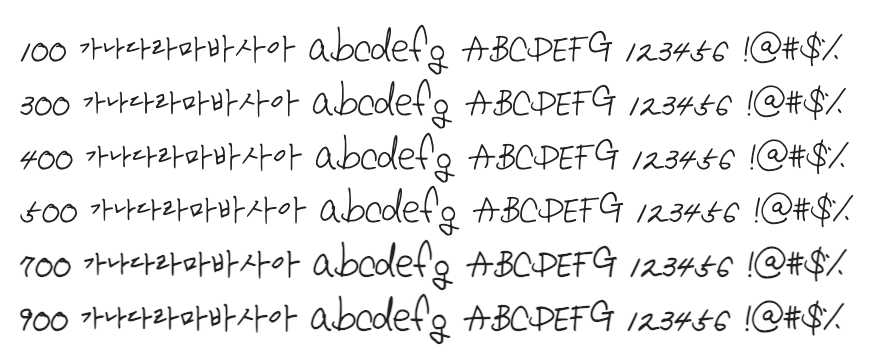 100 가나다라마바사아 abcdefg ABCDEFG 123456 !@#$%
300 가나다라마바사아 abcdefg ABCDEFG 123456 !@#$%
400 가나다라마바사아 abcdefg ABCDEFG 123456 !@#$%
500 가나다라마바사아 abcdefg ABCDEFG 123456 !@#$%
700 가나다라마바사아 abcdefg ABCDEFG 123456 !@#$%
900 가나다라마바사아 abcdefg ABCDEFG 123456 !@#$%